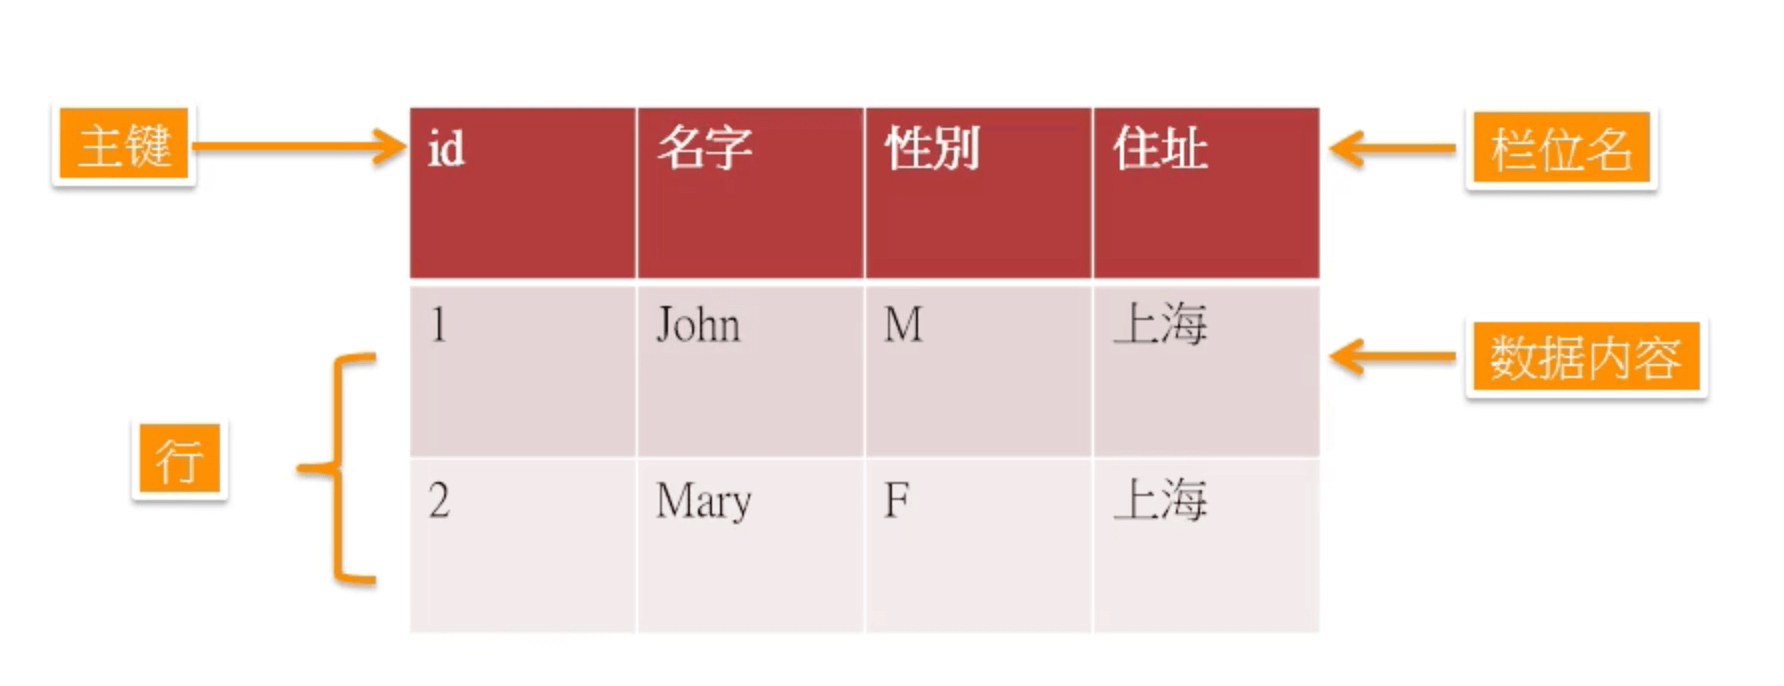 主键
id 名字 性別 住址
栏位名
1 John M 上海
数据内容
行
2 Mary F 上海